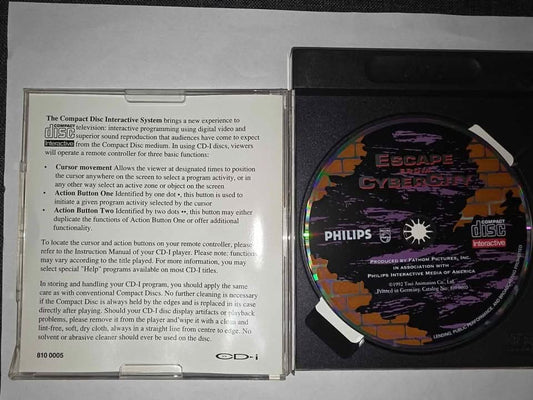 The Compact Disc Interactive System brings a new experience to
television: interactive programming using digital video and
superior sound reproduction that audiences have come to expect
from the Compact Disc medium. In using CD-I discs, viewers
will operate a remote controller for three basic functions:
COMPACT
disc
Interactive
• Cursor movement Allows the viewer at designated times to position
the cursor anywhere on the screen to select a program activity, or in
any other way select an active zone or object on the screen
• Action Button One Identified by one dot •, this button is used to
initiate a given program activity selected by the cursor
• Action Button Two Identified by two dots ••, this button may either
duplicate the functions of Action Button One or offer additional
functionality.
To locate the cursor and action buttons on your remote controller, please
refer to the Instruction Manual of your CD-I player. Please note: functions
may vary according to the title played. For more information, you may
select special "Help" programs available on most CD-I titles.
In storing and handling your CD-I program, you should apply the same
care as with conventional Compact Discs. No further cleaning is necessary
if the Compact Disc is always held by the edges and is replaced in its case
directly after playing. Should your CD-I disc display artifacts or playback
problems, please remove it from the player and wipe it with a clean and
lint-free, soft, dry cloth, always in a straight line from centre to edge. No
solvent or abrasive cleaner should ever be used on the disc.
810 0005
CD-i
ESCAPE
FROM
CYBERCITY
PHILIPS
COMPACT
disc
Interactive
PRODUCED BY FATHOM PICTURES, INC.
IN ASSOCIATION WITH
PHILIPS INTERACTIVE MEDIA OF AMERICA
©1992 Toei Animation Co., Ltd.
Printed in Germany. Catalog No.
LENDING, PUBLIC PERFORMANCE